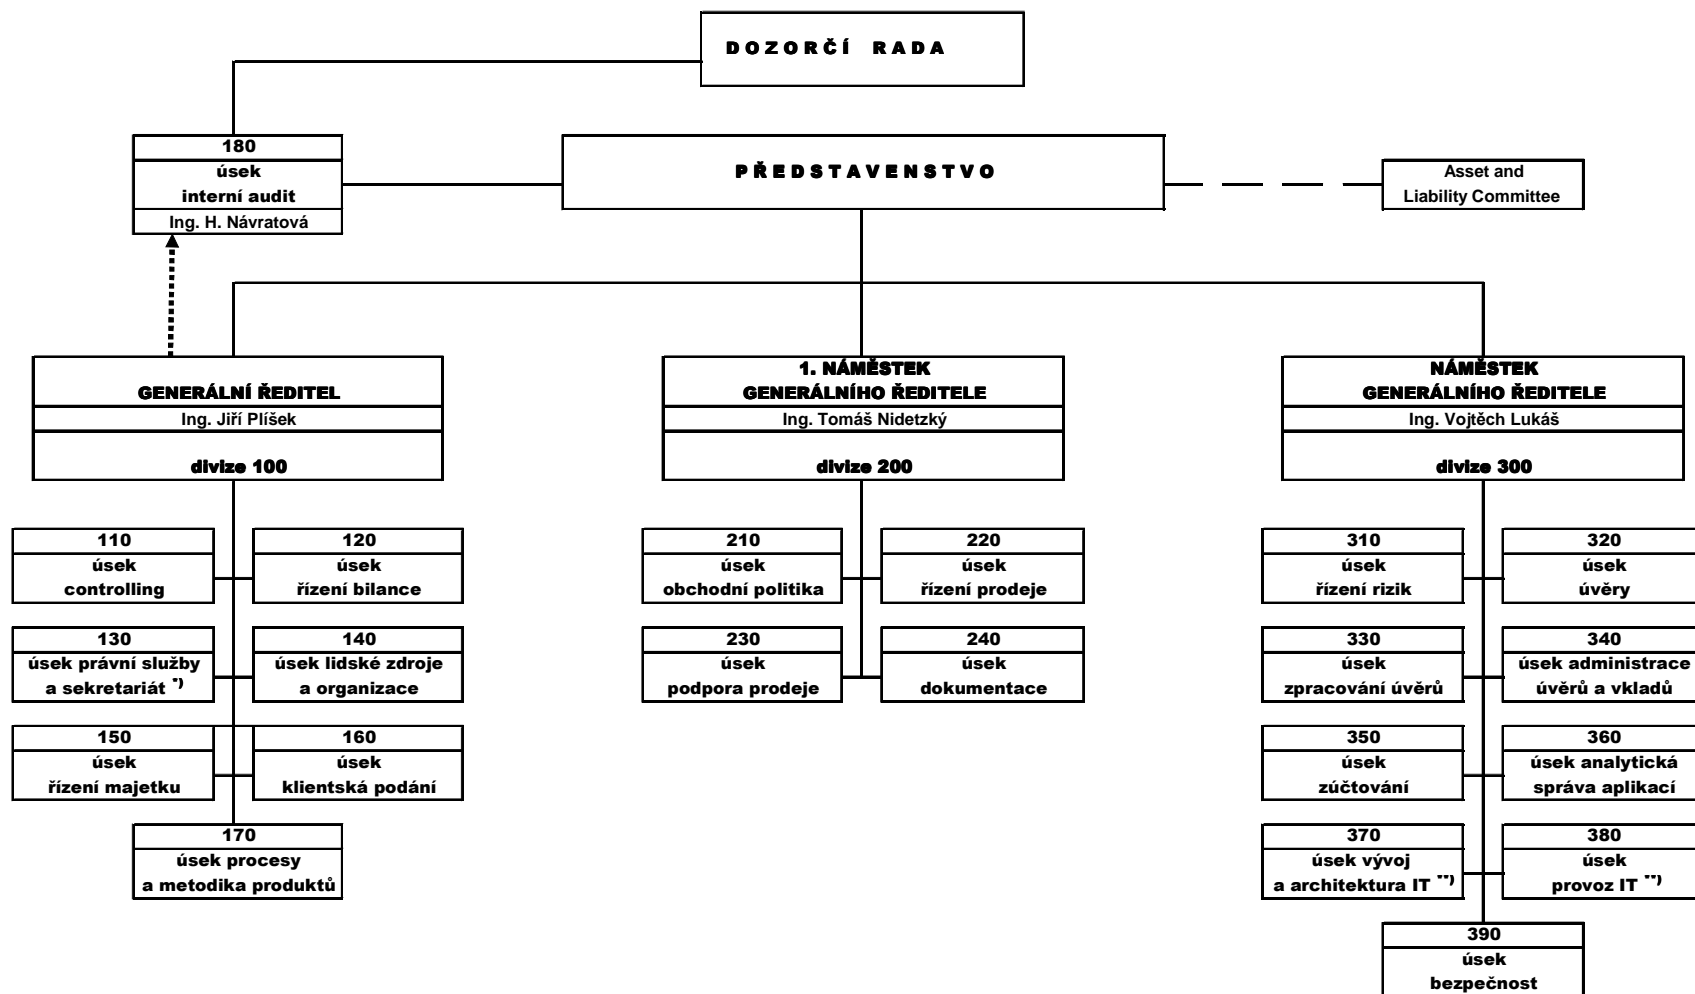 DOZORČÍ RADA
180
úsek
interní audit
Ing. H. Návratová
PŘEDSTAVENSTVO
Asset and
Liability Committee
GENERÁLNÍ ŘEDITEL
Ing. Jiří Plíšek
divize 100
1. NÁMĚSTEK
GENERÁLNÍHO ŘEDITELE
Ing. Tomáš Nidetzký
divize 200
NÁMĚSTEK
GENERÁLNÍHO ŘEDITELE
Ing. Vojtěch Lukáš
divize 300
110
úsek
controlling
120
úsek
řízení bilance
130
úsek právní služby
a sekretariát *)
140
úsek lidské zdroje
a organizace
150
úsek
řízení majetku
160
úsek
klientská podání
170
úsek procesy
a metodika produktů
210
úsek
obchodní politika
220
úsek
řízení prodeje
230
úsek
podpora prodeje
240
úsek
dokumentace
310
úsek
řízení rizik
320
úsek
úvěry
330
úsek
zpracování úvěrů
340
úsek administrace
úvěrů a vkladů
350
úsek
zúčtování
360
úsek analytická
správa aplikací
370
úsek vývoj
a architektura IT **)
380
úsek
provoz IT **)
390
úsek
bezpečnost